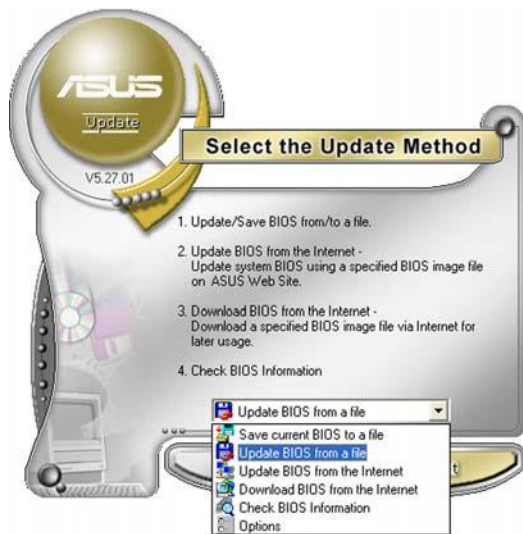 ASUS
Update
V5.27.01
Select the Update Method
1. Update/Save BIOS from/to a file.
2. Update BIOS from the Internet -
Update system BIOS using a specified BIOS image file
on ASUS Web Site.
3. Download BIOS from the Internet -
Download a specified BIOS image file via Internet for
later usage.
4. Check BIOS Information
Update BIOS from a file
Save current BIOS to a file
Update BIOS from a file
Update BIOS from the Internet
Download BIOS from the Internet
Check BIOS Information
Options